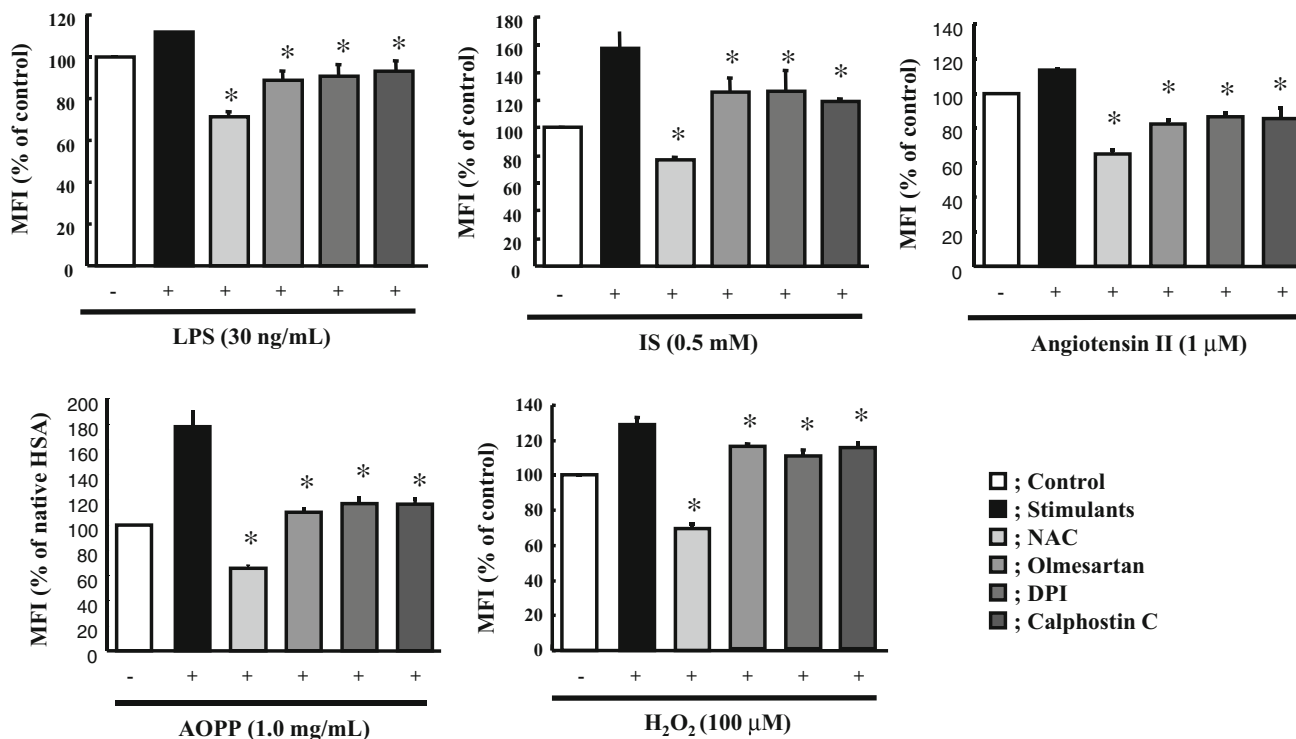 MFI (% of control)
120
100
80
60
40
20
0
* * * *
- + + + + +
LPS (30 ng/mL)
MFI (% of control)
180
160
140
120
100
80
60
40
20
0
* * * *
- + + + + +
IS (0.5 mM)
MFI (% of control)
140
120
100
80
60
40
20
0
* * * *
- + + + + +
Angiotensin II (1 μM)
MFI (% of native HSA)
200
180
160
140
120
100
80
60
40
20
0
* * * *
- + + + + +
AOPP (1.0 mg/mL)
MFI (% of control)
140
120
100
80
60
40
20
0
* * * *
- + + + + +
H₂O₂ (100 μM)
; Control
; Stimulants
; NAC
; Olmesartan
; DPI
; Calphostin C